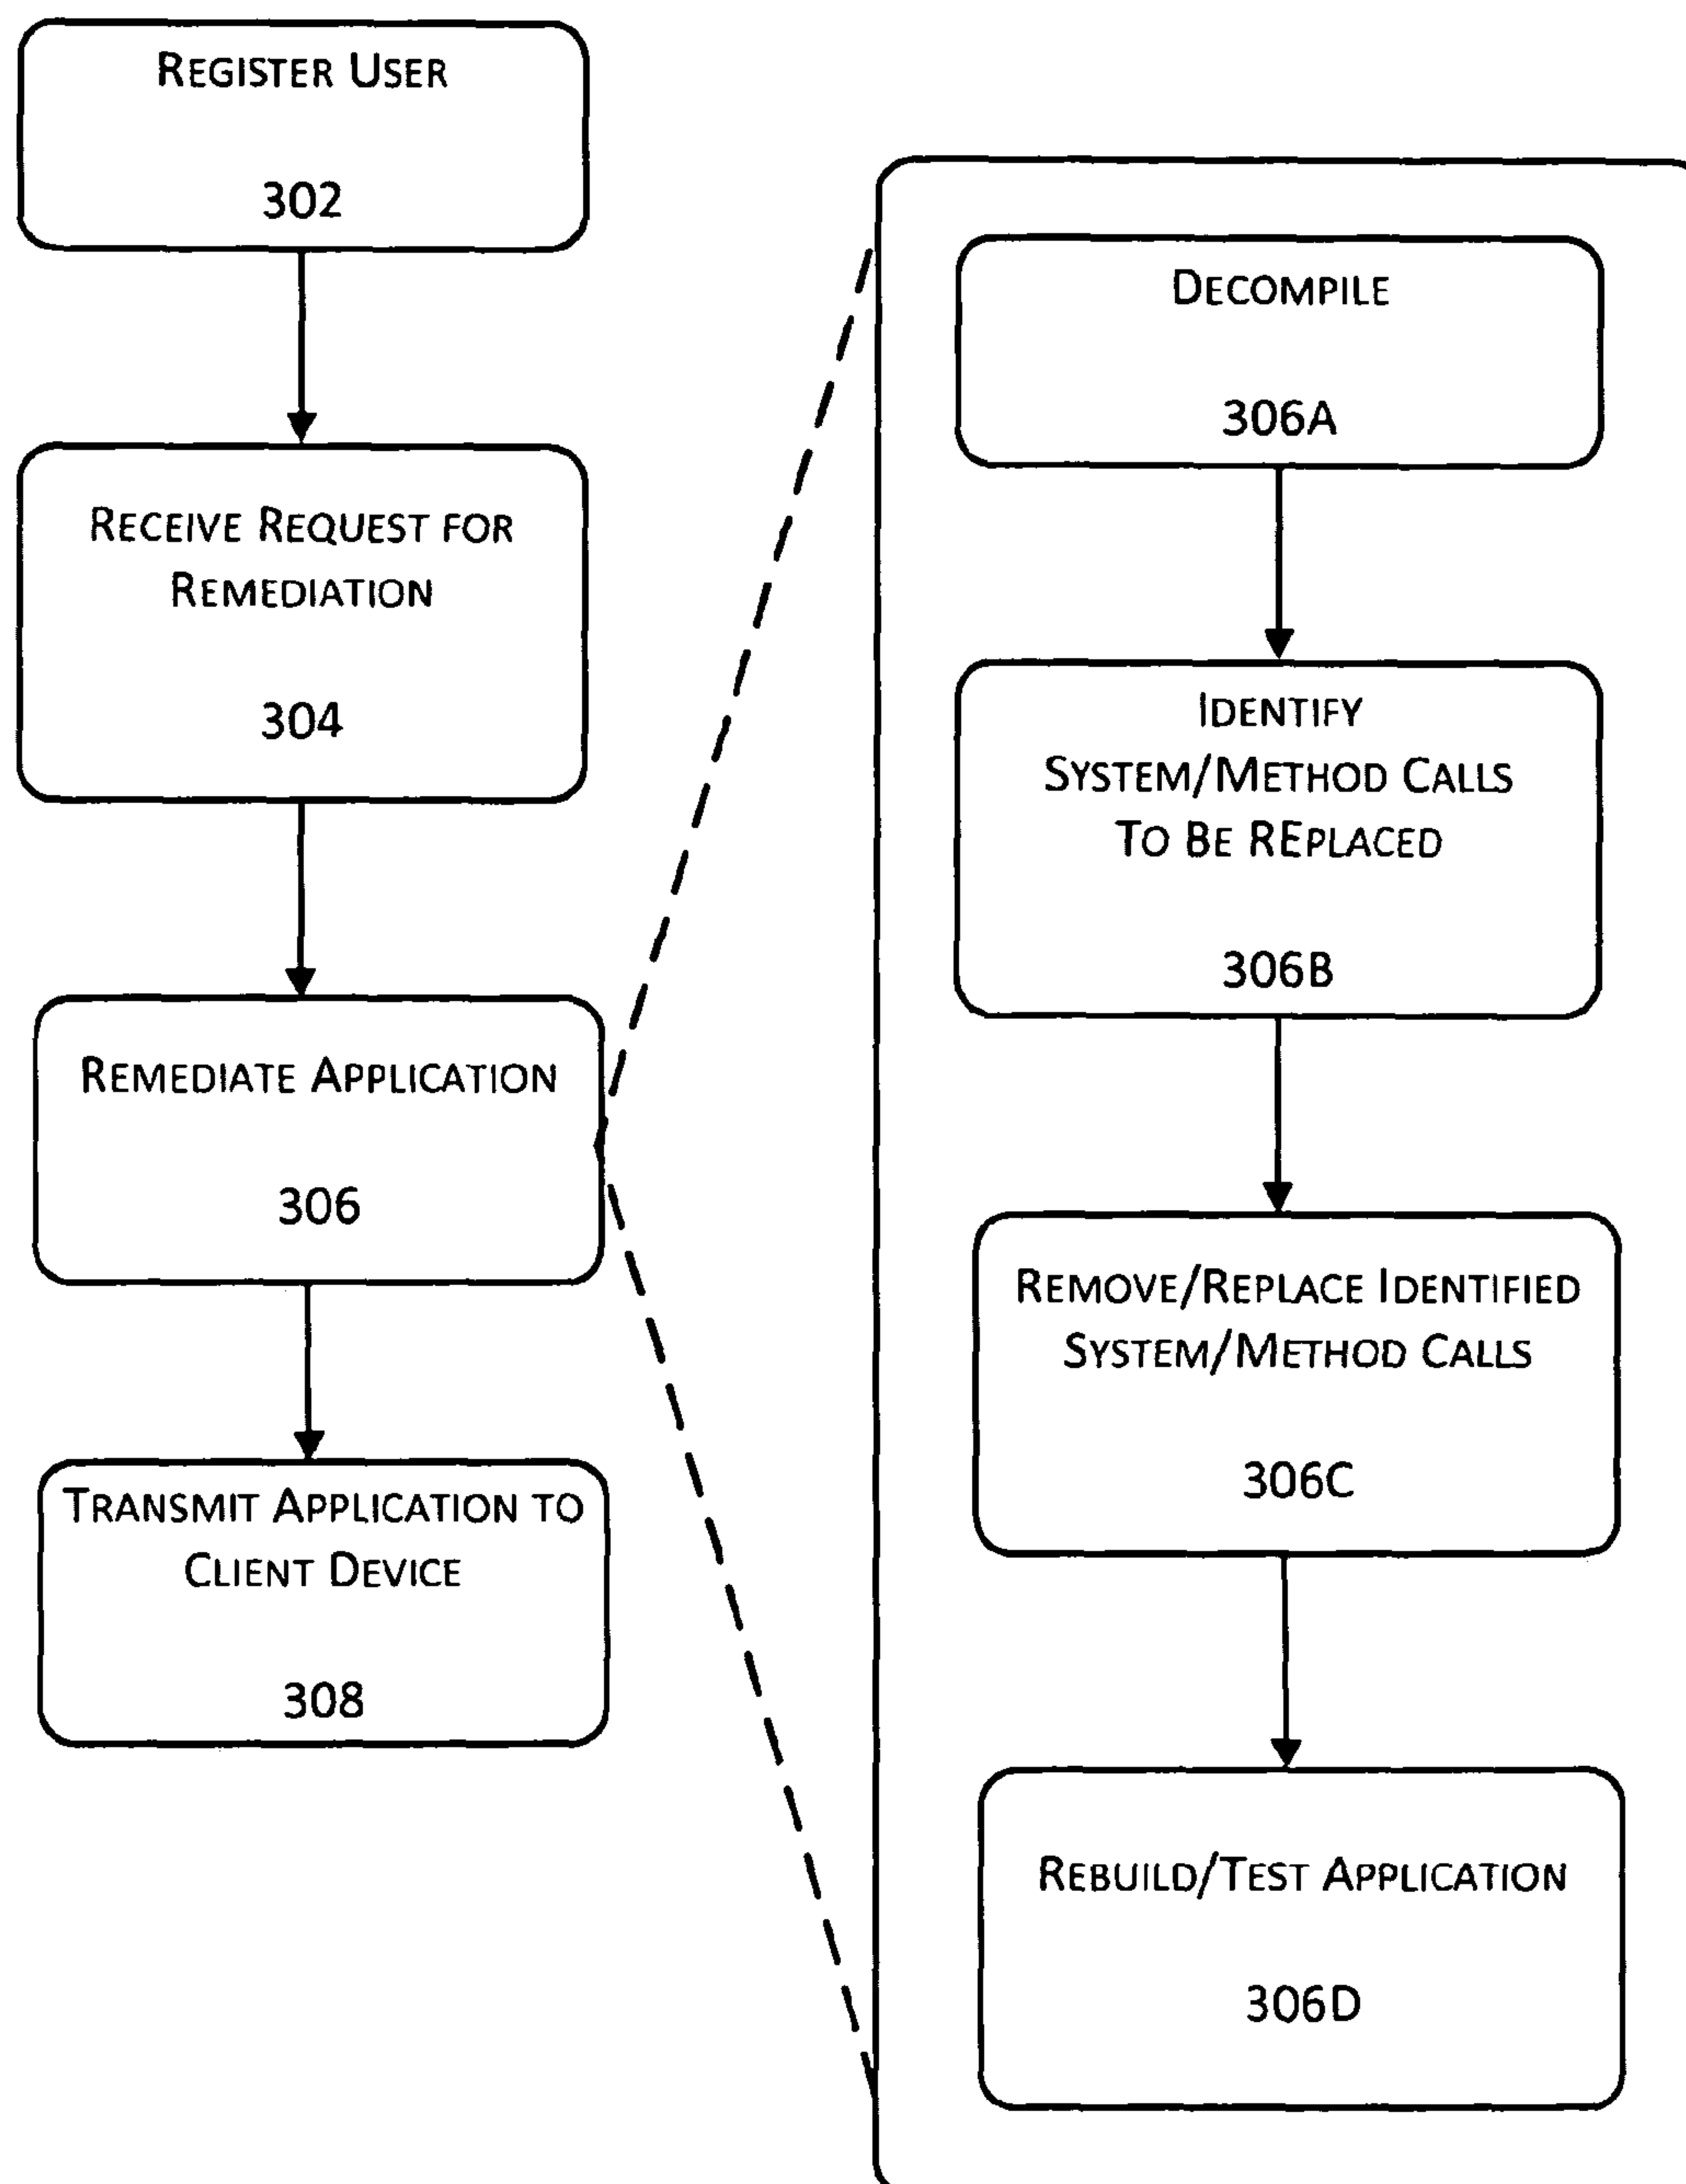 REGISTER USER
302
RECEIVE REQUEST FOR
REMEDIATION
304
REMEDIATE APPLICATION
306
TRANSMIT APPLICATION TO
CLIENT DEVICE
308
DECOMPILE
306A
IDENTIFY
SYSTEM/METHOD CALLS
TO BE REPLACED
306B
REMOVE/REPLACE IDENTIFIED
SYSTEM/METHOD CALLS
306C
REBUILD/TEST APPLICATION
306D